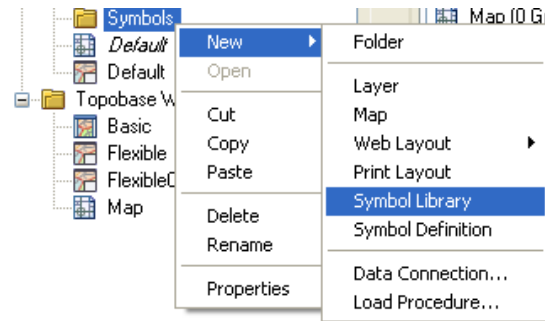 Symbols
Default
Default
Topobase W
Basic
Flexible
FlexibleC
Map
New
Open
Cut
Copy
Paste
Delete
Rename
Properties
Map (0 G
Folder
Layer
Map
Web Layout
Print Layout
Symbol Library
Symbol Definition
Data Connection...
Load Procedure...